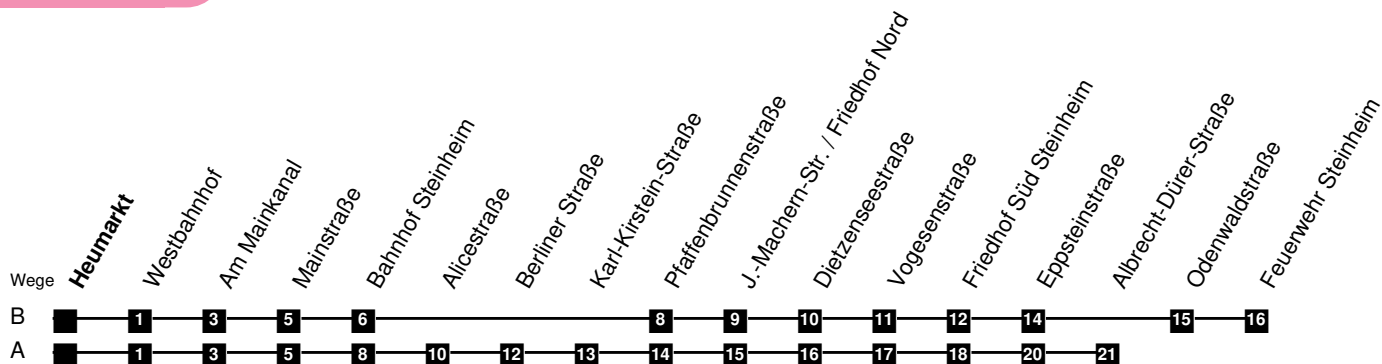 Heumarkt
Westbahnhof
Am Mainkanal
Mainstraße
Bahnhof Steinheim
Alicestraße
Berliner Straße
Karl-Kirstein-Straße
Pfaffenbrunnenstraße
J.-Machern-Str. / Friedhof Nord
Dietzenseestraße
Vogesenstraße
Friedhof Süd Steinheim
Eppsteinstraße
Albrecht-Dürer-Straße
Odenwaldstraße
Feuerwehr Steinheim
Wege
B 1 3 5 6 8 9 10 11 12 14 15 16
A 1 3 5 8 10 12 13 14 15 16 17 18 20 21